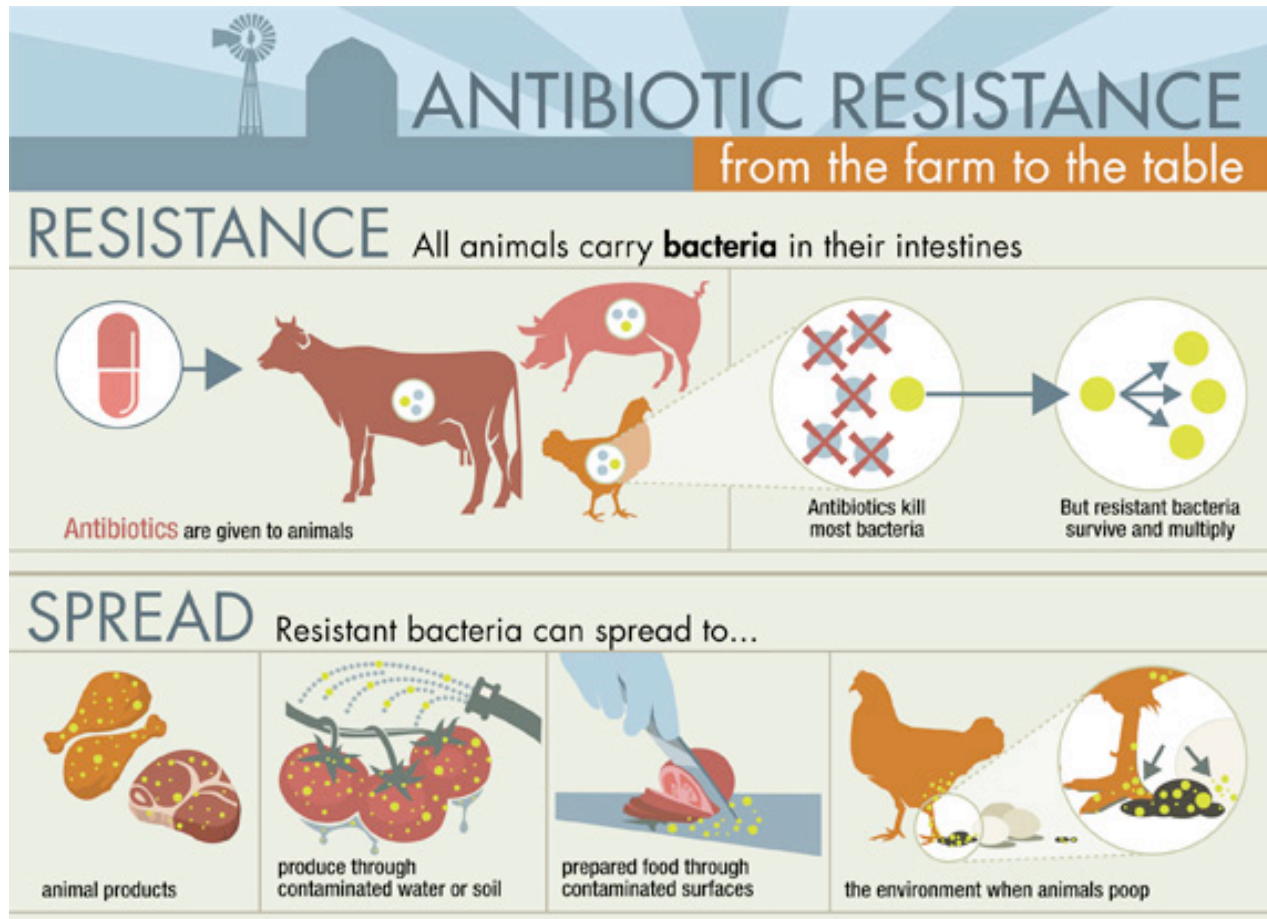 ANTIBIOTIC RESISTANCE
from the farm to the table
RESISTANCE All animals carry bacteria in their intestines
Antibiotics are given to animals
Antibiotics kill
most bacteria
But resistant bacteria
survive and multiply
SPREAD Resistant bacteria can spread to...
animal products
produce through
contaminated water or soil
prepared food through
contaminated surfaces
the environment when animals poop